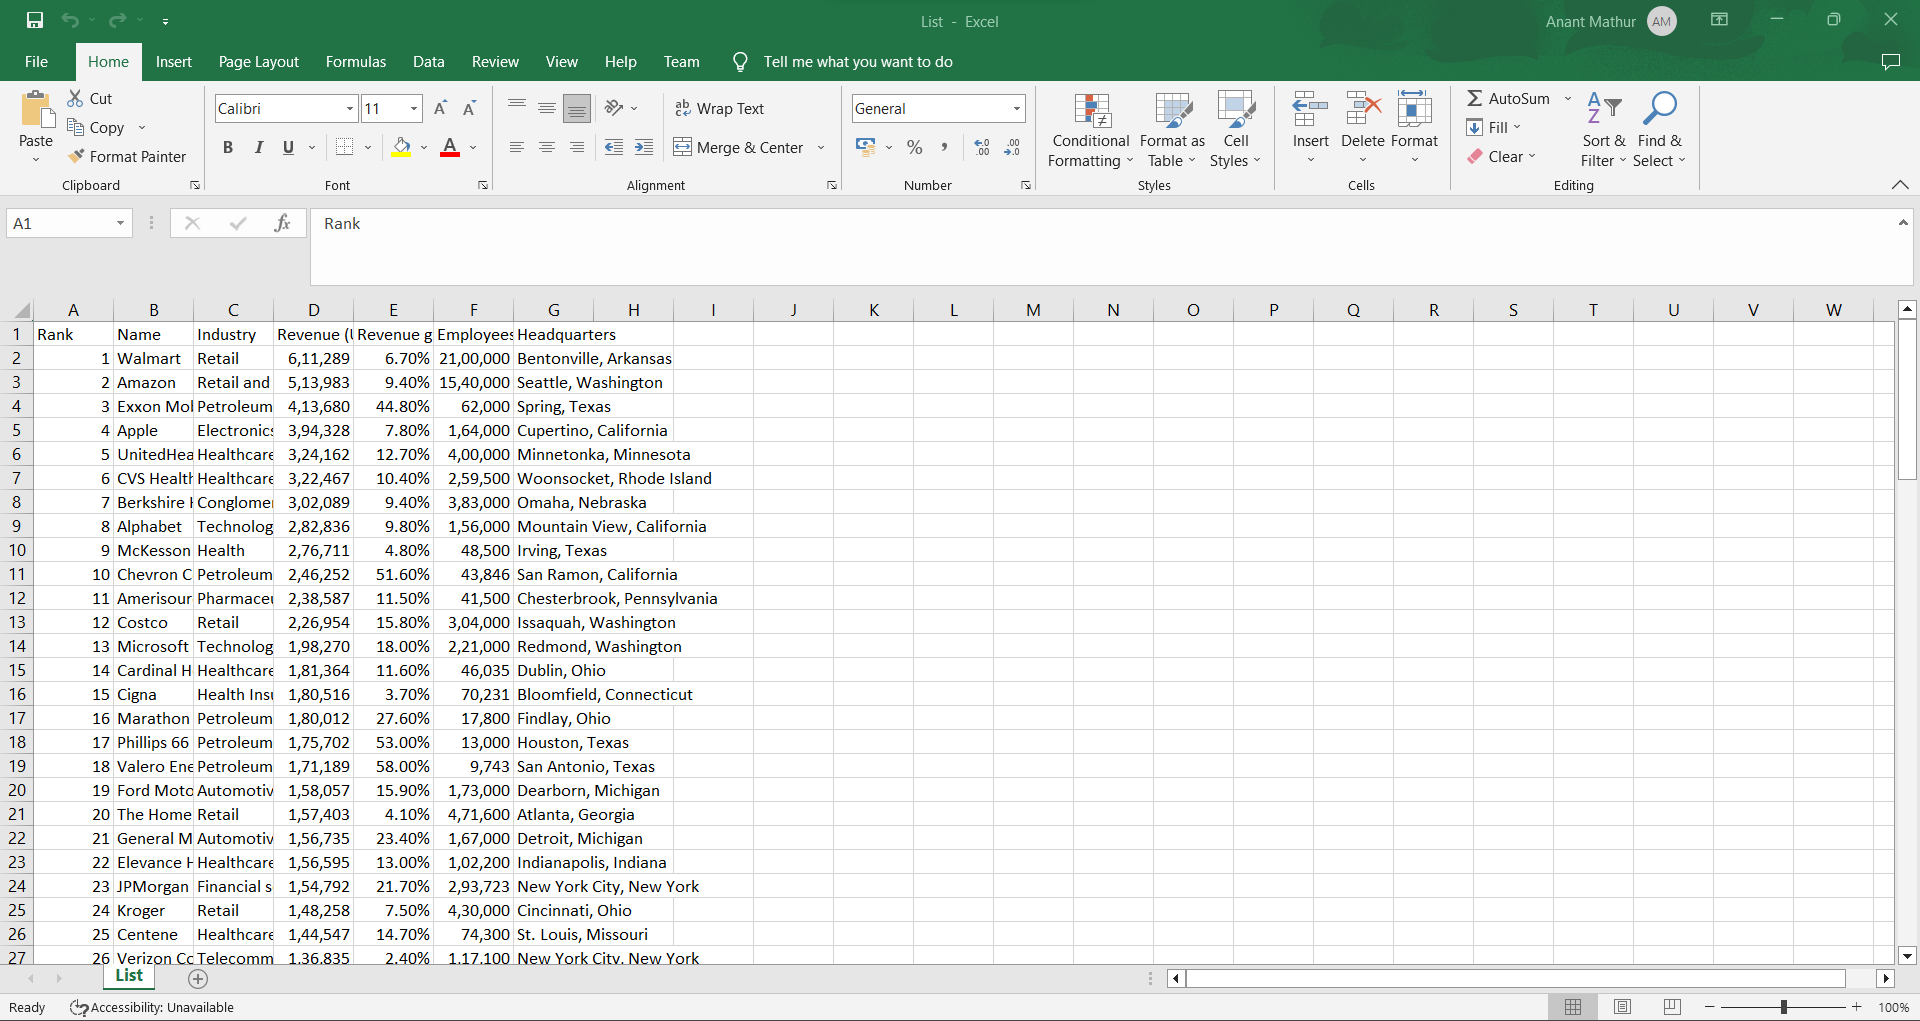 List - Excel
Anant Mathur AM
File Home Insert Page Layout Formulas Data Review View Help Team Tell me what you want to do
Paste
Cut
Copy
Format Painter
Clipboard
Calibri 11
B I U
Font
Wrap Text
Merge & Center
Alignment
General
Number
Conditional Formatting
Format as Table
Cell Styles
Styles
Insert Delete Format
Cells
AutoSum
Fill
Clear
Sort & Filter
Find & Select
Editing
A1 fx Rank
A B C D E F G H I J K L M N O P Q R S T U V W
1 Rank Name Industry Revenue (U Revenue g Employees Headquarters
2 1 Walmart Retail 6,11,289 6.70% 21,00,000 Bentonville, Arkansas
3 2 Amazon Retail and 5,13,983 9.40% 15,40,000 Seattle, Washington
4 3 Exxon Mol Petroleum 4,13,680 44.80% 62,000 Spring, Texas
5 4 Apple Electronics 3,94,328 7.80% 1,64,000 Cupertino, California
6 5 UnitedHea Healthcare 3,24,162 12.70% 4,00,000 Minnetonka, Minnesota
7 6 CVS Health Healthcare 3,22,467 10.40% 2,59,500 Woonsocket, Rhode Island
8 7 Berkshire H Conglomer 3,02,089 9.40% 3,83,000 Omaha, Nebraska
9 8 Alphabet Technolog 2,82,836 9.80% 1,56,000 Mountain View, California
10 9 McKesson Health 2,76,711 4.80% 48,500 Irving, Texas
11 10 Chevron C Petroleum 2,46,252 51.60% 43,846 San Ramon, California
12 11 Amerisour Pharmaceu 2,38,587 11.50% 41,500 Chesterbrook, Pennsylvania
13 12 Costco Retail 2,26,954 15.80% 3,04,000 Issaquah, Washington
14 13 Microsoft Technolog 1,98,270 18.00% 2,21,000 Redmond, Washington
15 14 Cardinal H Healthcare 1,81,364 11.60% 46,035 Dublin, Ohio
16 15 Cigna Health Insu 1,80,516 3.70% 70,231 Bloomfield, Connecticut
17 16 Marathon Petroleum 1,80,012 27.60% 17,800 Findlay, Ohio
18 17 Phillips 66 Petroleum 1,75,702 53.00% 13,000 Houston, Texas
19 18 Valero Ene Petroleum 1,71,189 58.00% 9,743 San Antonio, Texas
20 19 Ford Moto Automotiv 1,58,057 15.90% 1,73,000 Dearborn, Michigan
21 20 The Home Retail 1,57,403 4.10% 4,71,600 Atlanta, Georgia
22 21 General M Automotiv 1,56,735 23.40% 1,67,000 Detroit, Michigan
23 22 Elevance H Healthcare 1,56,595 13.00% 1,02,200 Indianapolis, Indiana
24 23 JPMorgan Financial s 1,54,792 21.70% 2,93,723 New York City, New York
25 24 Kroger Retail 1,48,258 7.50% 4,30,000 Cincinnati, Ohio
26 25 Centene Healthcare 1,44,547 14.70% 74,300 St. Louis, Missouri
27 26 Verizon Cc Telecomm 1,36,835 2.40% 1,17,100 New York City, New York
List
Ready Accessibility: Unavailable 100%